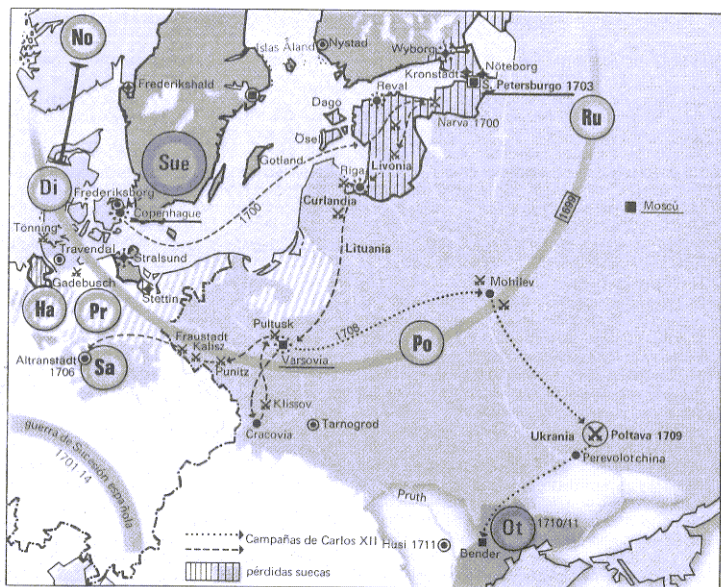 No
Islas Åland
Nystad
Wyborg
Nöteborg
Kronstadt
S. Petersburgo 1703
Frederikshald
Reval
Dagö
Ru
Narva 1700
Ösel
Sue
Gotland
Livonia
Riga
Di
Frederiksborg
Curlandia
1699
Copenhague
1700
Moscú
Tönning
Travendal
Stralsund
Lituania
Gadebusch
Stettin
Mohilev
Ha
Pr
Pultusk
1708
Po
Fraustadt
Kalisz
Varsovia
Altranstädt
1706
Sa
Punitz
Klissov
Cracovia
Tarnogrod
Ukrania
Poltava 1709
Perevolotchina
guerra de Sucesión española
1701 14
Pruth
Ot
1710/11
Campañas de Carlos XII
Husi 1711
Bender
pérdidas suecas